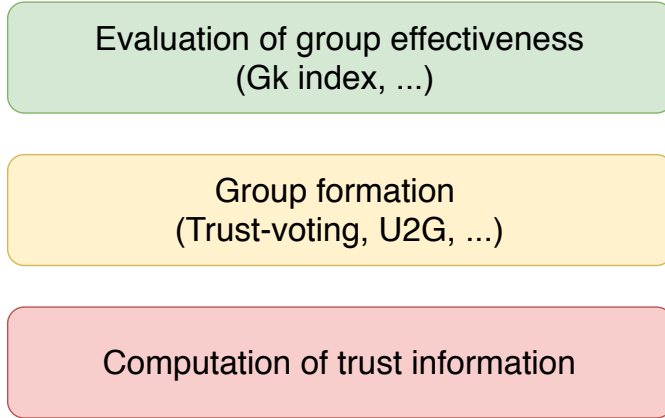 Evaluation of group effectiveness
(Gk index, ...)
Group formation
(Trust-voting, U2G, ...)
Computation of trust information